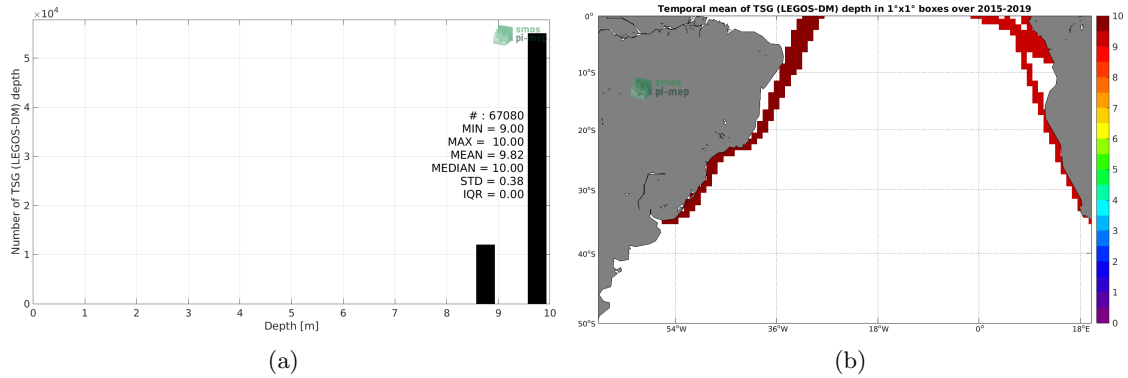 ×10⁴
5
4
3
2
1
0
Number of TSG (LEGOS-DM) depth
smos
pi-mep
# : 67080
MIN = 9.00
MAX = 10.00
MEAN = 9.82
MEDIAN = 10.00
STD = 0.38
IQR = 0.00
0 1 2 3 4 5 6 7 8 9 10
Depth [m]
(a)
Temporal mean of TSG (LEGOS-DM) depth in 1°x1° boxes over 2015-2019
0°
10°S
20°S
30°S
40°S
50°S
smos
pi-mep
54°W 36°W 18°W 0° 18°E
10
9
8
7
6
5
4
3
2
1
0
(b)